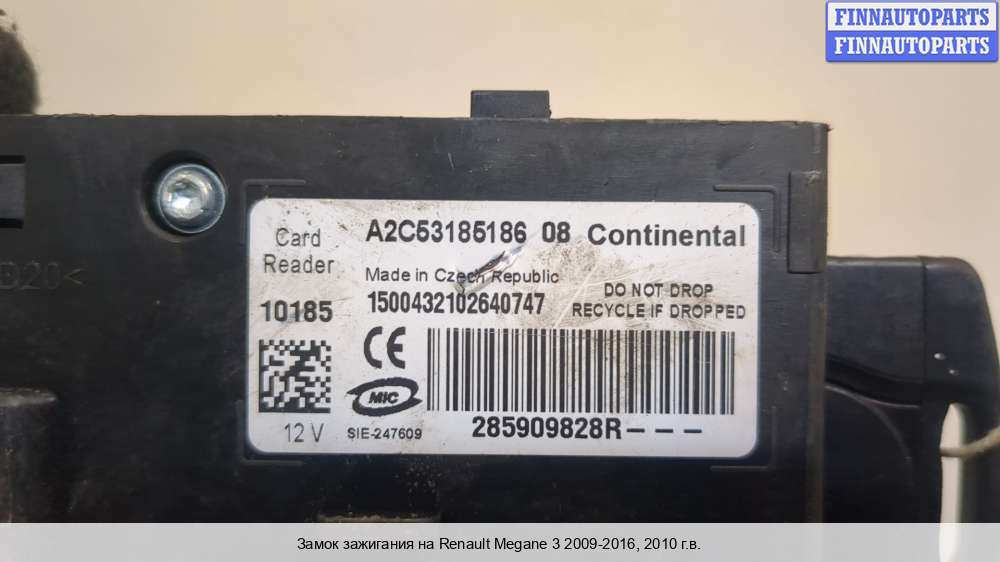 FINNAUTOPARTS
FINNAUTOPARTS
Card
Reader
A2C53185186 08 Continental
Made in Czech Republic
10185
1500432102640747
DO NOT DROP
RECYCLE IF DROPPED
CE
MIC
12 V
SIE-247609
285909828R---
D20<
Замок зажигания на Renault Megane 3 2009-2016, 2010 г.в.